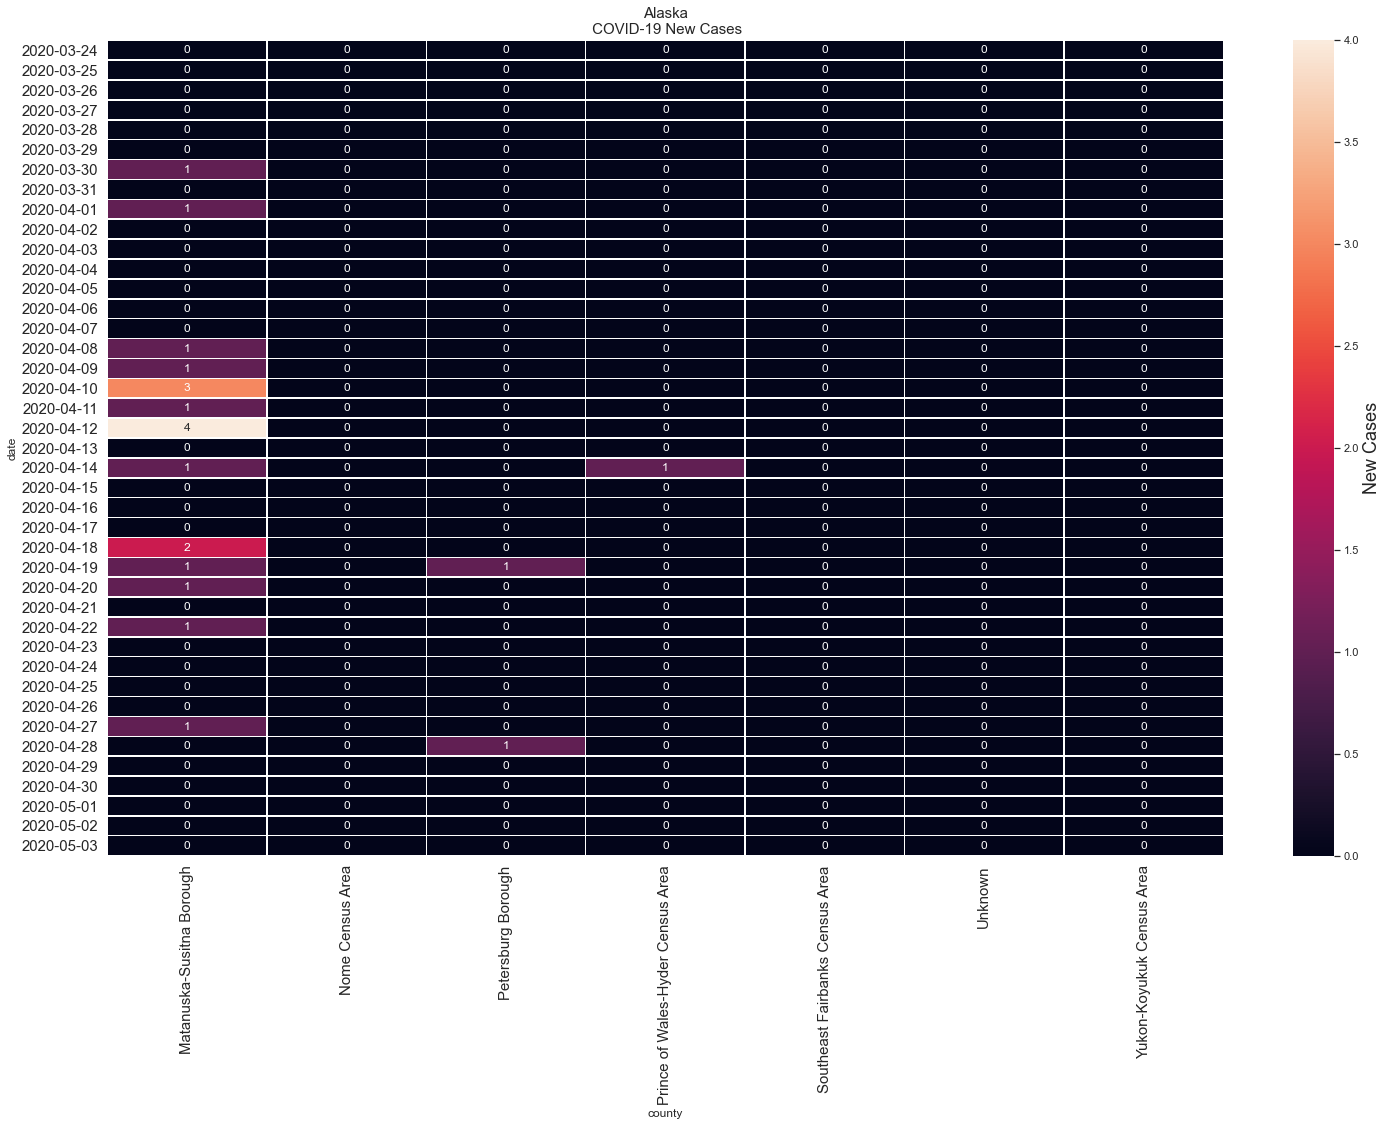 Alaska
COVID-19 New Cases
2020-03-24 0 0 0 0 0 0 0
2020-03-25 0 0 0 0 0 0 0
2020-03-26 0 0 0 0 0 0 0
2020-03-27 0 0 0 0 0 0 0
2020-03-28 0 0 0 0 0 0 0
2020-03-29 0 0 0 0 0 0 0
2020-03-30 1 0 0 0 0 0 0
2020-03-31 0 0 0 0 0 0 0
2020-04-01 1 0 0 0 0 0 0
2020-04-02 0 0 0 0 0 0 0
2020-04-03 0 0 0 0 0 0 0
2020-04-04 0 0 0 0 0 0 0
2020-04-05 0 0 0 0 0 0 0
2020-04-06 0 0 0 0 0 0 0
2020-04-07 0 0 0 0 0 0 0
2020-04-08 1 0 0 0 0 0 0
2020-04-09 1 0 0 0 0 0 0
2020-04-10 3 0 0 0 0 0 0
2020-04-11 1 0 0 0 0 0 0
2020-04-12 4 0 0 0 0 0 0
2020-04-13 0 0 0 0 0 0 0
2020-04-14 1 0 0 1 0 0 0
2020-04-15 0 0 0 0 0 0 0
2020-04-16 0 0 0 0 0 0 0
2020-04-17 0 0 0 0 0 0 0
2020-04-18 2 0 0 0 0 0 0
2020-04-19 1 0 1 0 0 0 0
2020-04-20 1 0 0 0 0 0 0
2020-04-21 0 0 0 0 0 0 0
2020-04-22 1 0 0 0 0 0 0
2020-04-23 0 0 0 0 0 0 0
2020-04-24 0 0 0 0 0 0 0
2020-04-25 0 0 0 0 0 0 0
2020-04-26 0 0 0 0 0 0 0
2020-04-27 1 0 0 0 0 0 0
2020-04-28 0 0 1 0 0 0 0
2020-04-29 0 0 0 0 0 0 0
2020-04-30 0 0 0 0 0 0 0
2020-05-01 0 0 0 0 0 0 0
2020-05-02 0 0 0 0 0 0 0
2020-05-03 0 0 0 0 0 0 0
date
Matanuska-Susitna Borough
Nome Census Area
Petersburg Borough
Prince of Wales-Hyder Census Area
Southeast Fairbanks Census Area
Unknown
Yukon-Koyukuk Census Area
county
4.0
3.5
3.0
2.5
2.0
1.5
1.0
0.5
0.0
New Cases